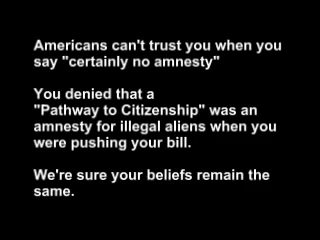 Americans can't trust you when you
say "certainly no amnesty"
You denied that a
"Pathway to Citizenship" was an
amnesty for illegal aliens when you
were pushing your bill.
We're sure your beliefs remain the
same.